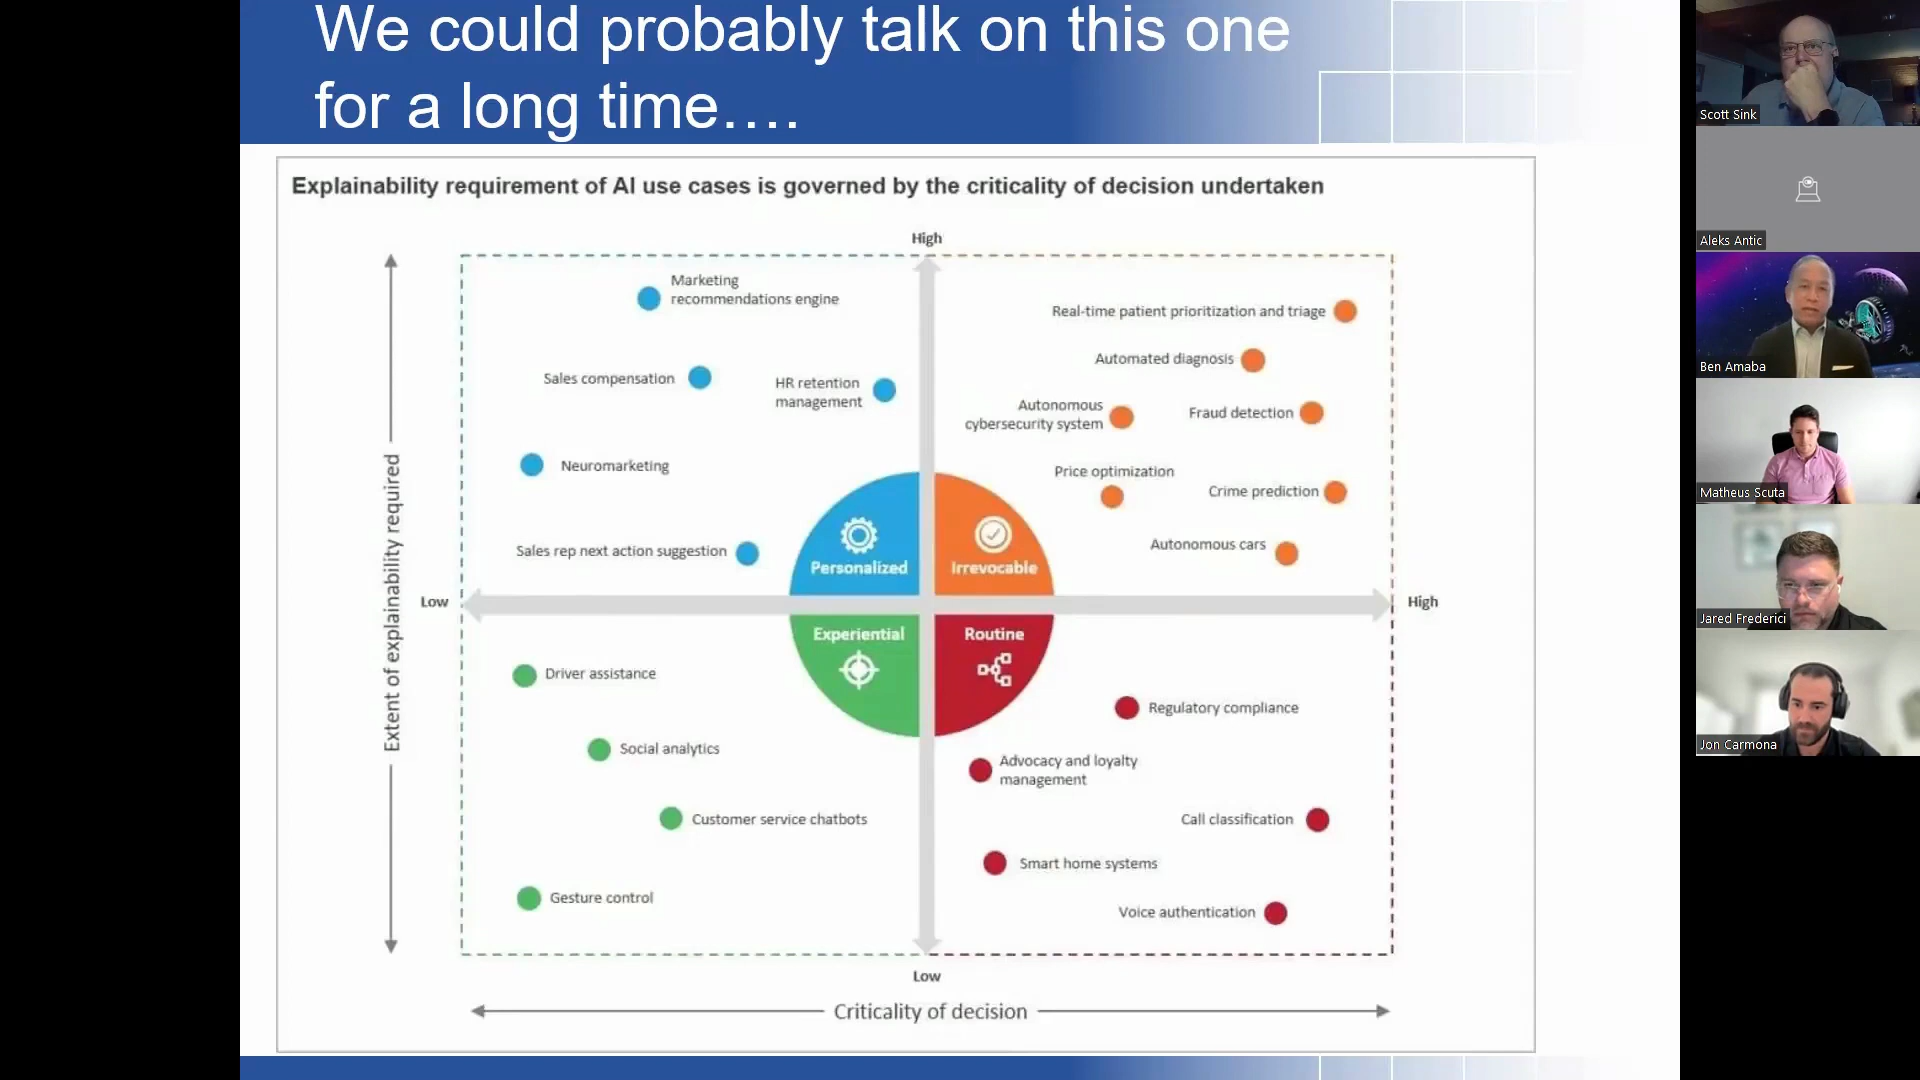 We could probably talk on this one
for a long time....
Explainability requirement of AI use cases is governed by the criticality of decision undertaken
High
Marketing
recommendations engine
Sales compensation
HR retention
management
Neuromarketing
Sales rep next action suggestion
Real-time patient prioritization and triage
Automated diagnosis
Autonomous
cybersecurity system
Fraud detection
Price optimization
Crime prediction
Autonomous cars
Personalized
Irrevocable
Extent of explainability required
Low
High
Experiential
Routine
Driver assistance
Social analytics
Customer service chatbots
Gesture control
Regulatory compliance
Advocacy and loyalty
management
Call classification
Smart home systems
Voice authentication
Low
Criticality of decision
Scott Sink
Aleks Antic
Ben Amaba
Matheus Scuta
Jared Frederici
Jon Carmona